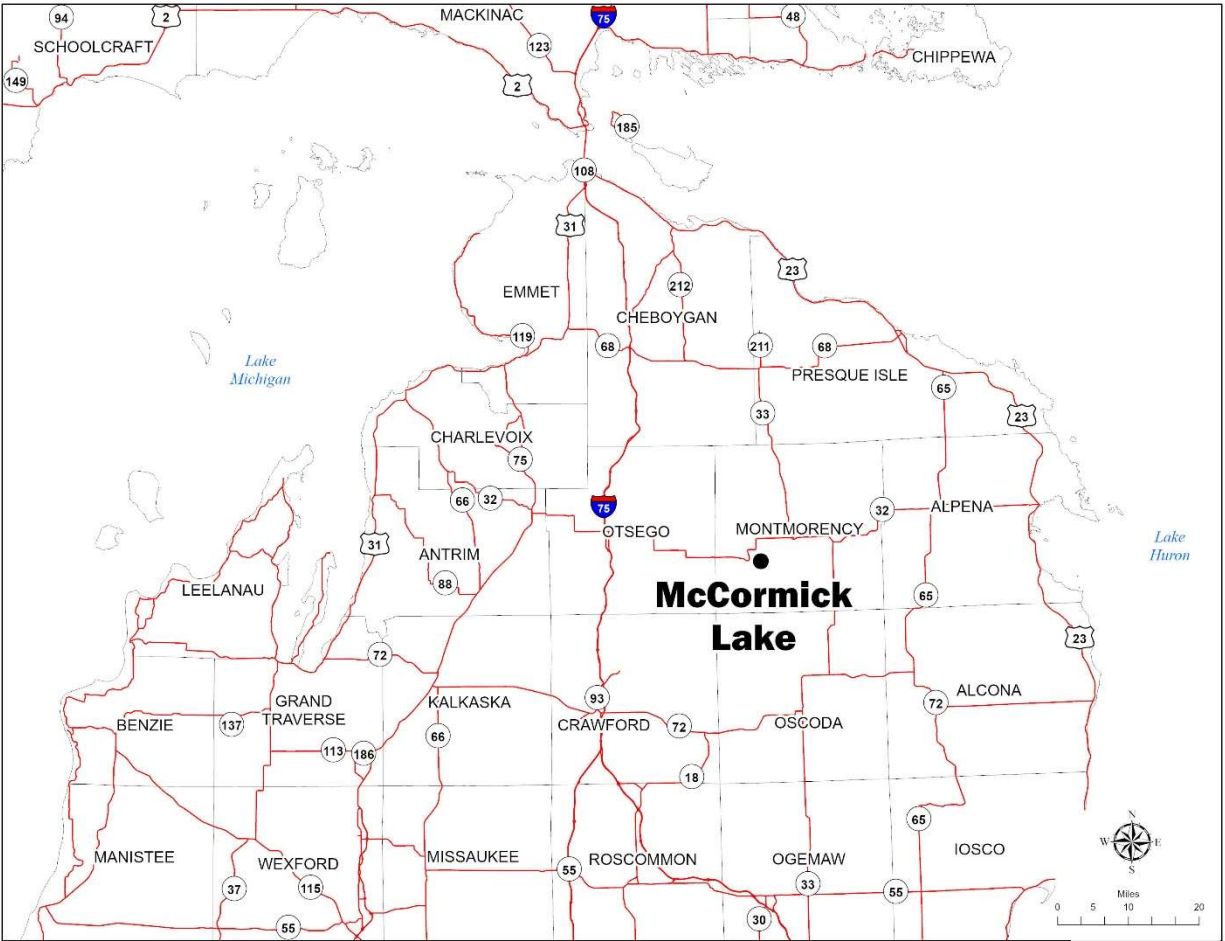 94
2
MACKINAC
75
48
SCHOOLCRAFT
123
CHIPPEWA
149
2
185
108
31
23
EMMET
212
CHEBOYGAN
119
68
211
68
Lake
Michigan
PRESQUE ISLE
65
33
23
CHARLEVOIX
75
66
32
75
32
ALPENA
OTSEGO
MONTMORENCY
31
Lake
Huron
ANTRIM
88
LEELANAU
McCormick
Lake
65
23
72
93
ALCONA
GRAND
TRAVERSE
KALKASKA
72
BENZIE
137
CRAWFORD
72
OSCODA
66
113
186
18
65
N
W
E
S
MANISTEE
WEXFORD
MISSAUKEE
ROSCOMMON
OGEMAW
IOSCO
55
37
115
33
55
Miles
0 5 10 20
55
30